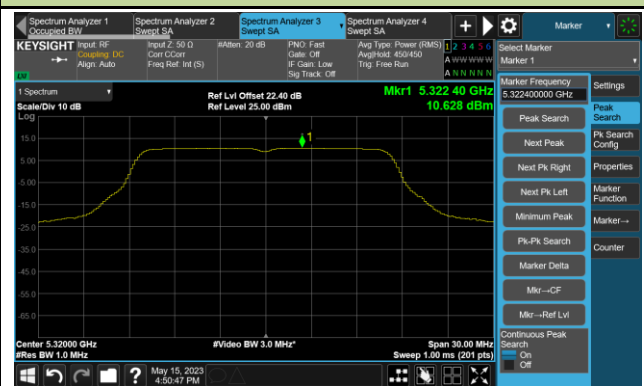 Spectrum Analyzer 1
Occupied BW
Spectrum Analyzer 2
Swept SA
Spectrum Analyzer 3
Swept SA
Spectrum Analyzer 4
Swept SA
Marker
KEYSIGHT
Input: RF
Coupling: DC
Align: Auto
Input Z: 50 Ω
Corr CCorr
Freq Ref: Int (S)
#Atten: 20 dB
PNO: Fast
Gate: Off
IF Gain: Low
Sig Track: Off
Avg Type: Power (RMS)
Avg|Hold: 450/450
Trig: Free Run
1 2 3 4 5 6
A W W W W W
A N N N N N
Select Marker
Marker 1
1 Spectrum
Scale/Div 10 dB
Log
Ref Lvl Offset 22.40 dB
Ref Level 25.00 dBm
Mkr1 5.322 40 GHz
10.628 dBm
1
15.0
5.00
-5.00
-15.0
-25.0
-35.0
-45.0
-55.0
-65.0
Center 5.32000 GHz
#Res BW 1.0 MHz
#Video BW 3.0 MHz*
Span 30.00 MHz
Sweep 1.00 ms (201 pts)
Marker Frequency
5.322400000 GHz
Peak Search
Next Peak
Next Pk Right
Next Pk Left
Minimum Peak
Pk-Pk Search
Marker Delta
Mkr→CF
Mkr→Ref Lvl
Continuous Peak
Search
On
Off
Settings
Peak
Search
Pk Search
Config
Properties
Marker
Function
Marker→
Counter
May 15, 2023
4:50:47 PM